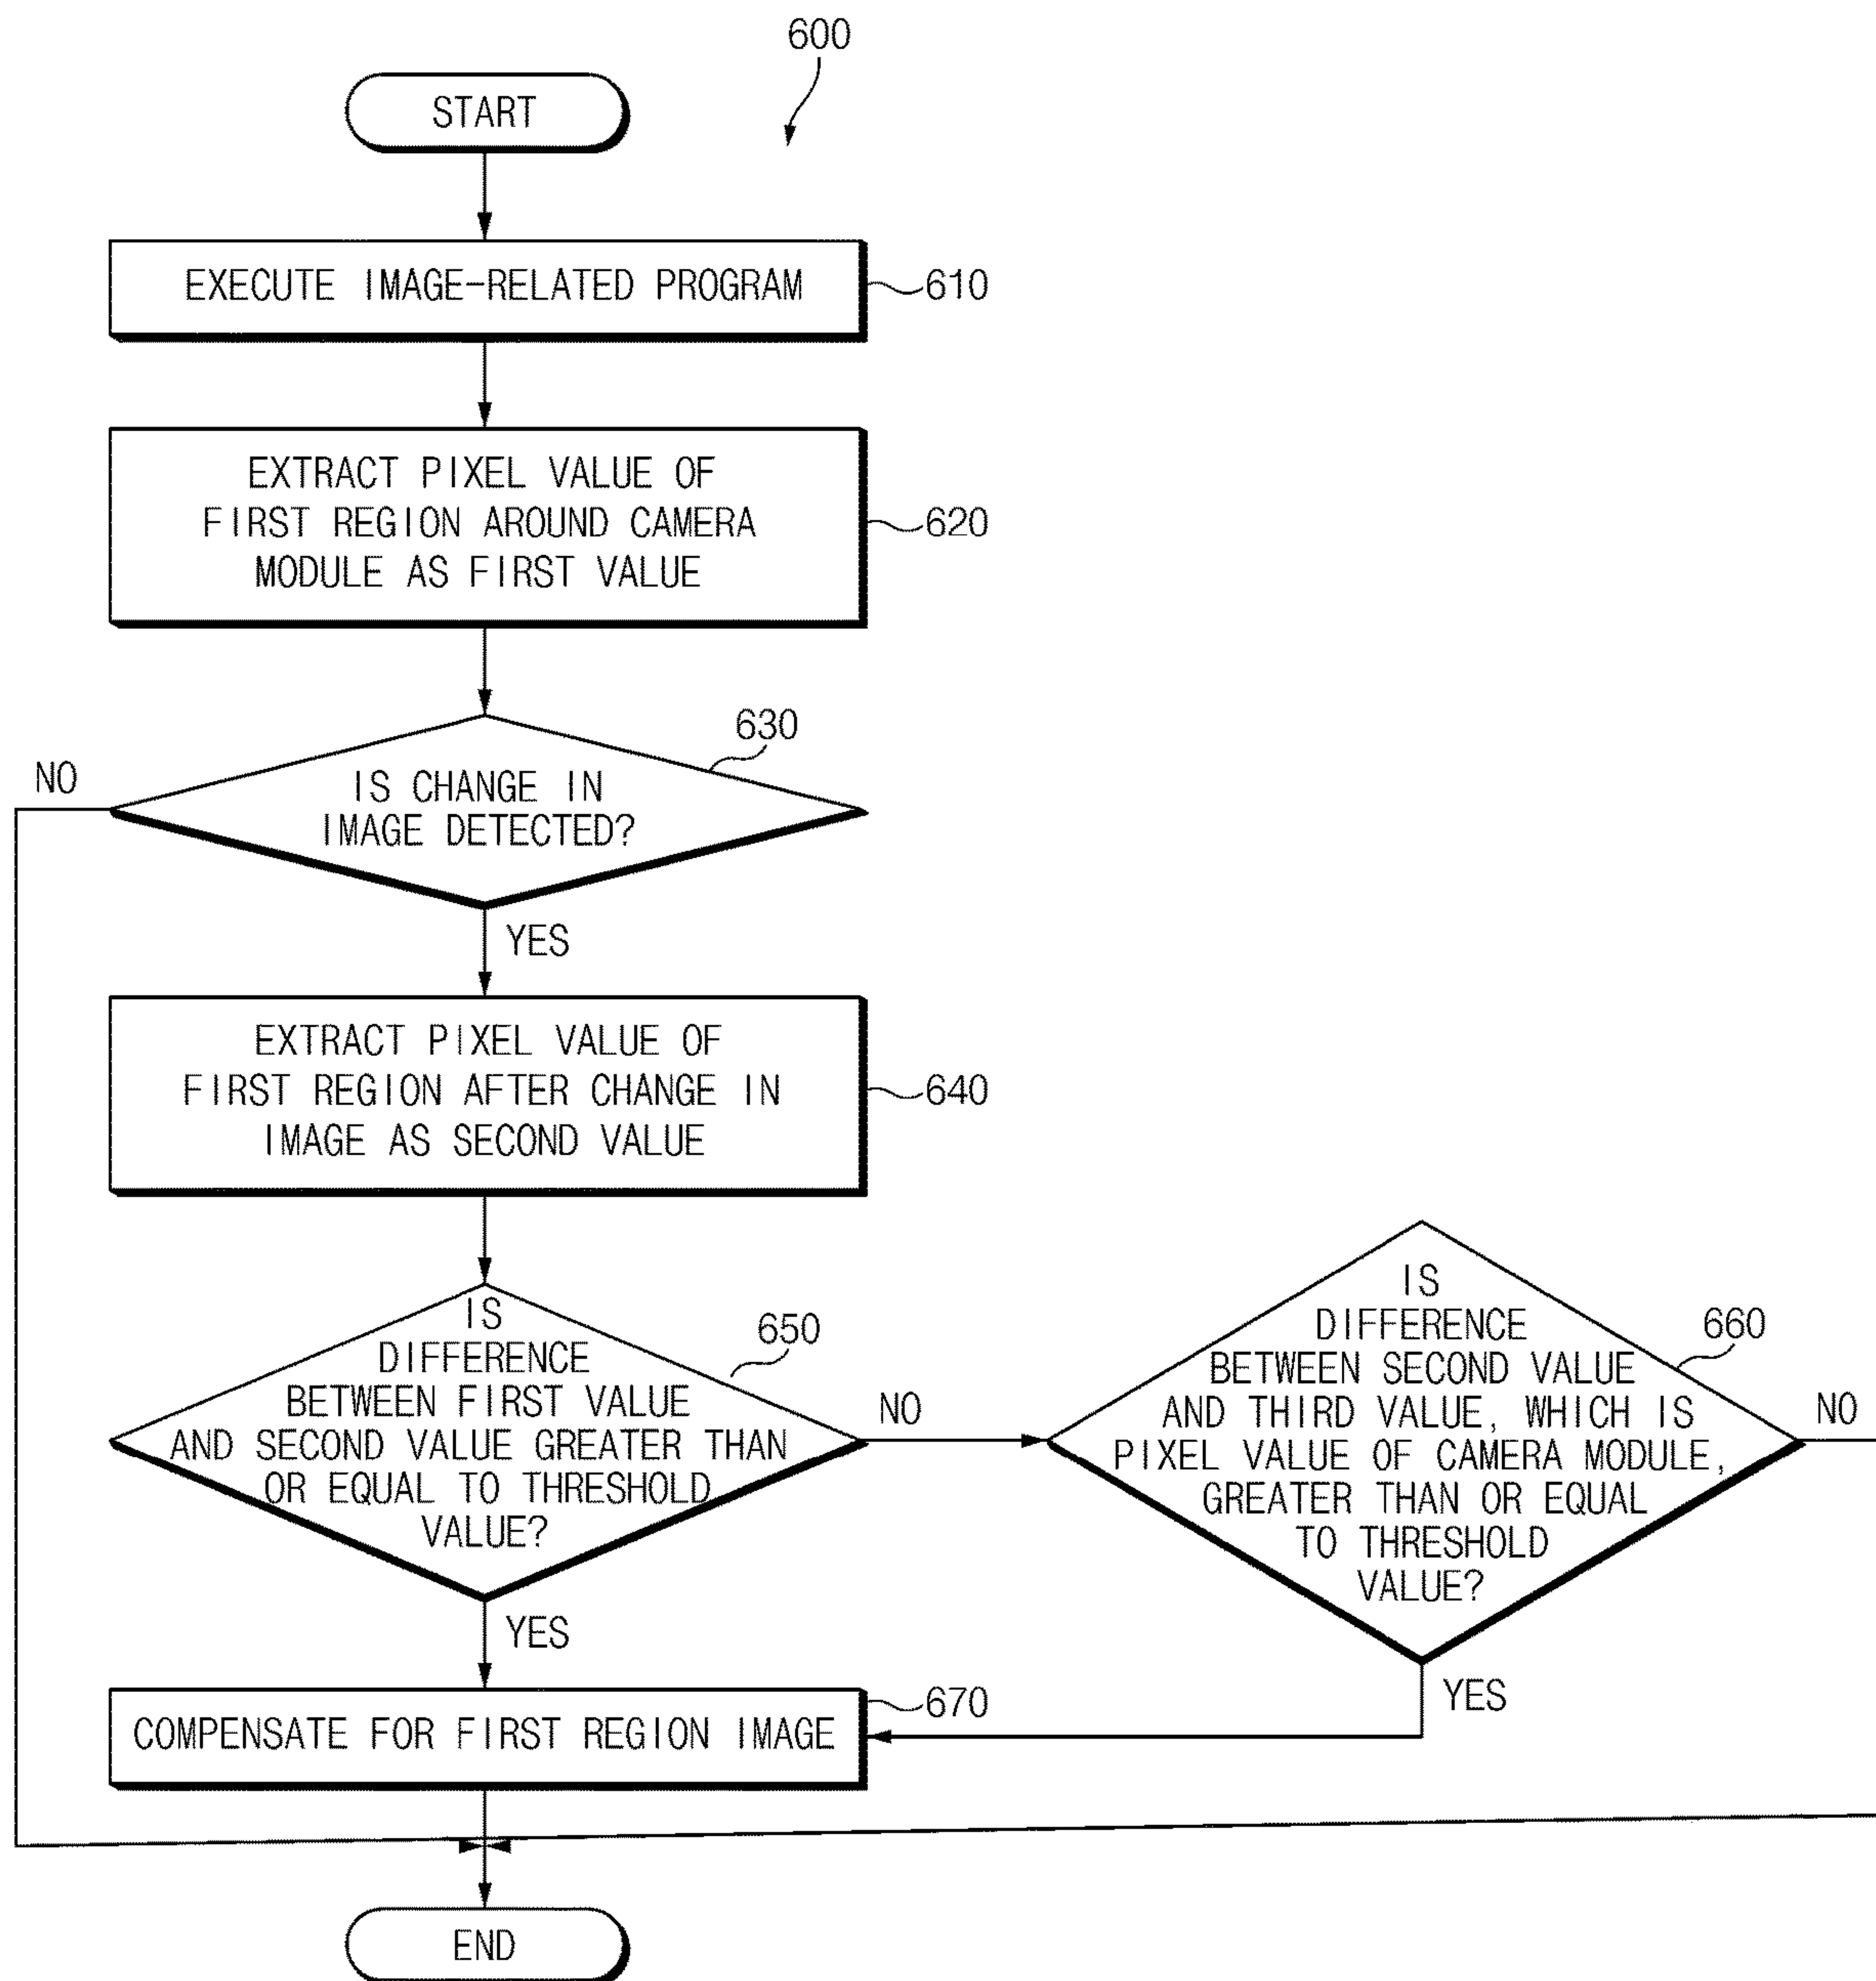 600
START
EXECUTE IMAGE-RELATED PROGRAM
610
EXTRACT PIXEL VALUE OF
FIRST REGION AROUND CAMERA
MODULE AS FIRST VALUE
620
630
NO
IS CHANGE IN
IMAGE DETECTED?
YES
EXTRACT PIXEL VALUE OF
FIRST REGION AFTER CHANGE IN
IMAGE AS SECOND VALUE
640
650
IS
DIFFERENCE
BETWEEN FIRST VALUE
AND SECOND VALUE GREATER THAN
OR EQUAL TO THRESHOLD
VALUE?
NO
660
IS
DIFFERENCE
BETWEEN SECOND VALUE
AND THIRD VALUE, WHICH IS
PIXEL VALUE OF CAMERA MODULE,
GREATER THAN OR EQUAL
TO THRESHOLD
VALUE?
NO
YES
YES
COMPENSATE FOR FIRST REGION IMAGE
670
END